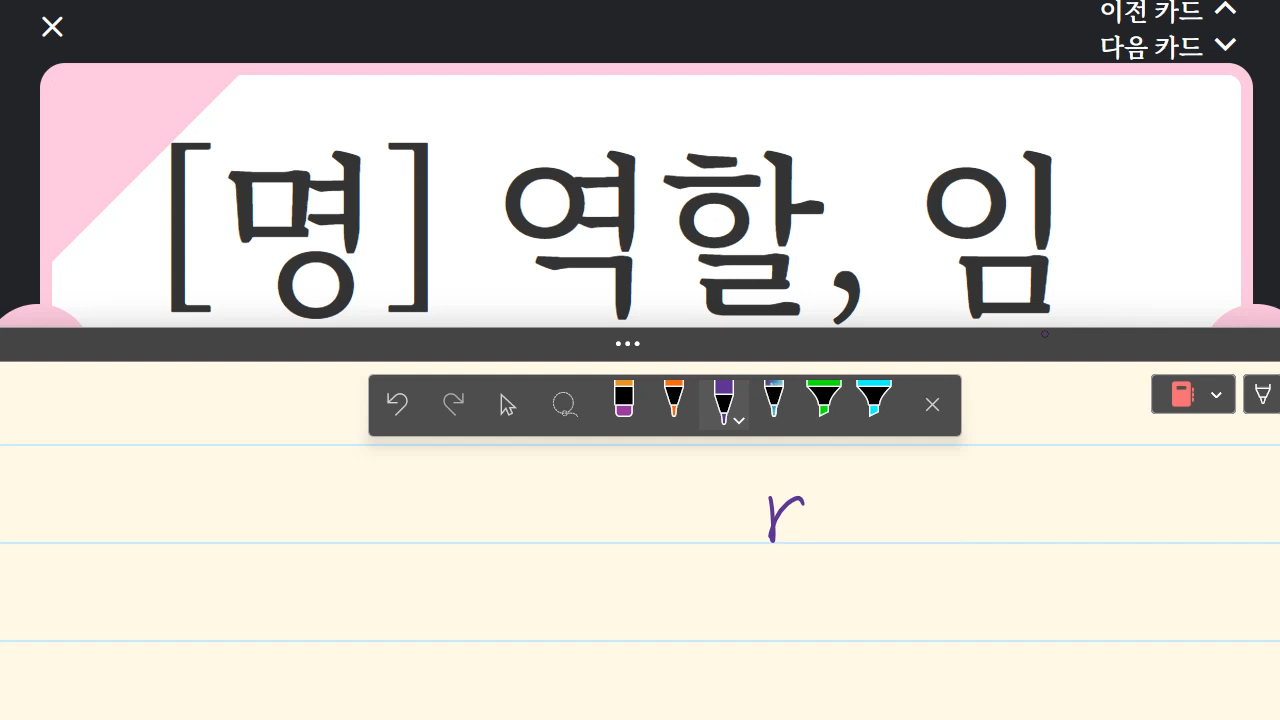 이전 카드
다음 카드
[명] 역할, 임
r